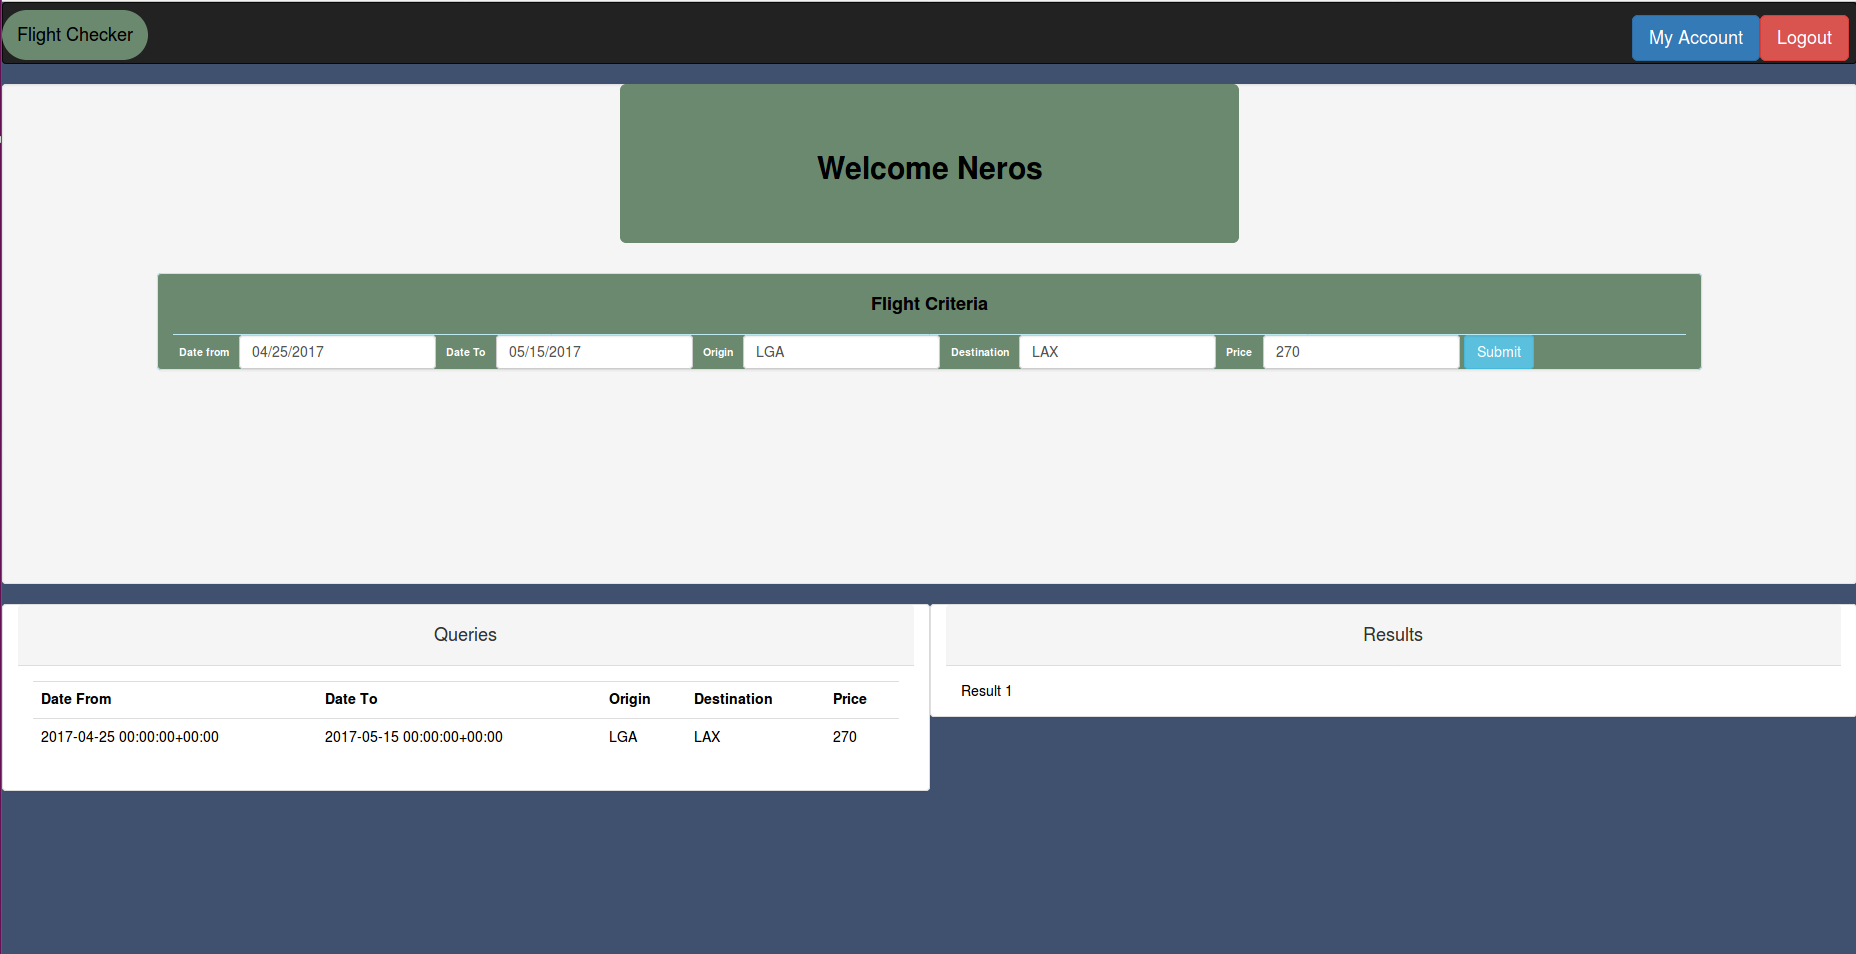 Flight Checker My Account Logout
Welcome Neros
Flight Criteria
Date from 04/25/2017 Date To 05/15/2017 Origin LGA Destination LAX Price 270 Submit
Queries
Date From Date To Origin Destination Price
2017-04-25 00:00:00+00:00 2017-05-15 00:00:00+00:00 LGA LAX 270
Results
Result 1